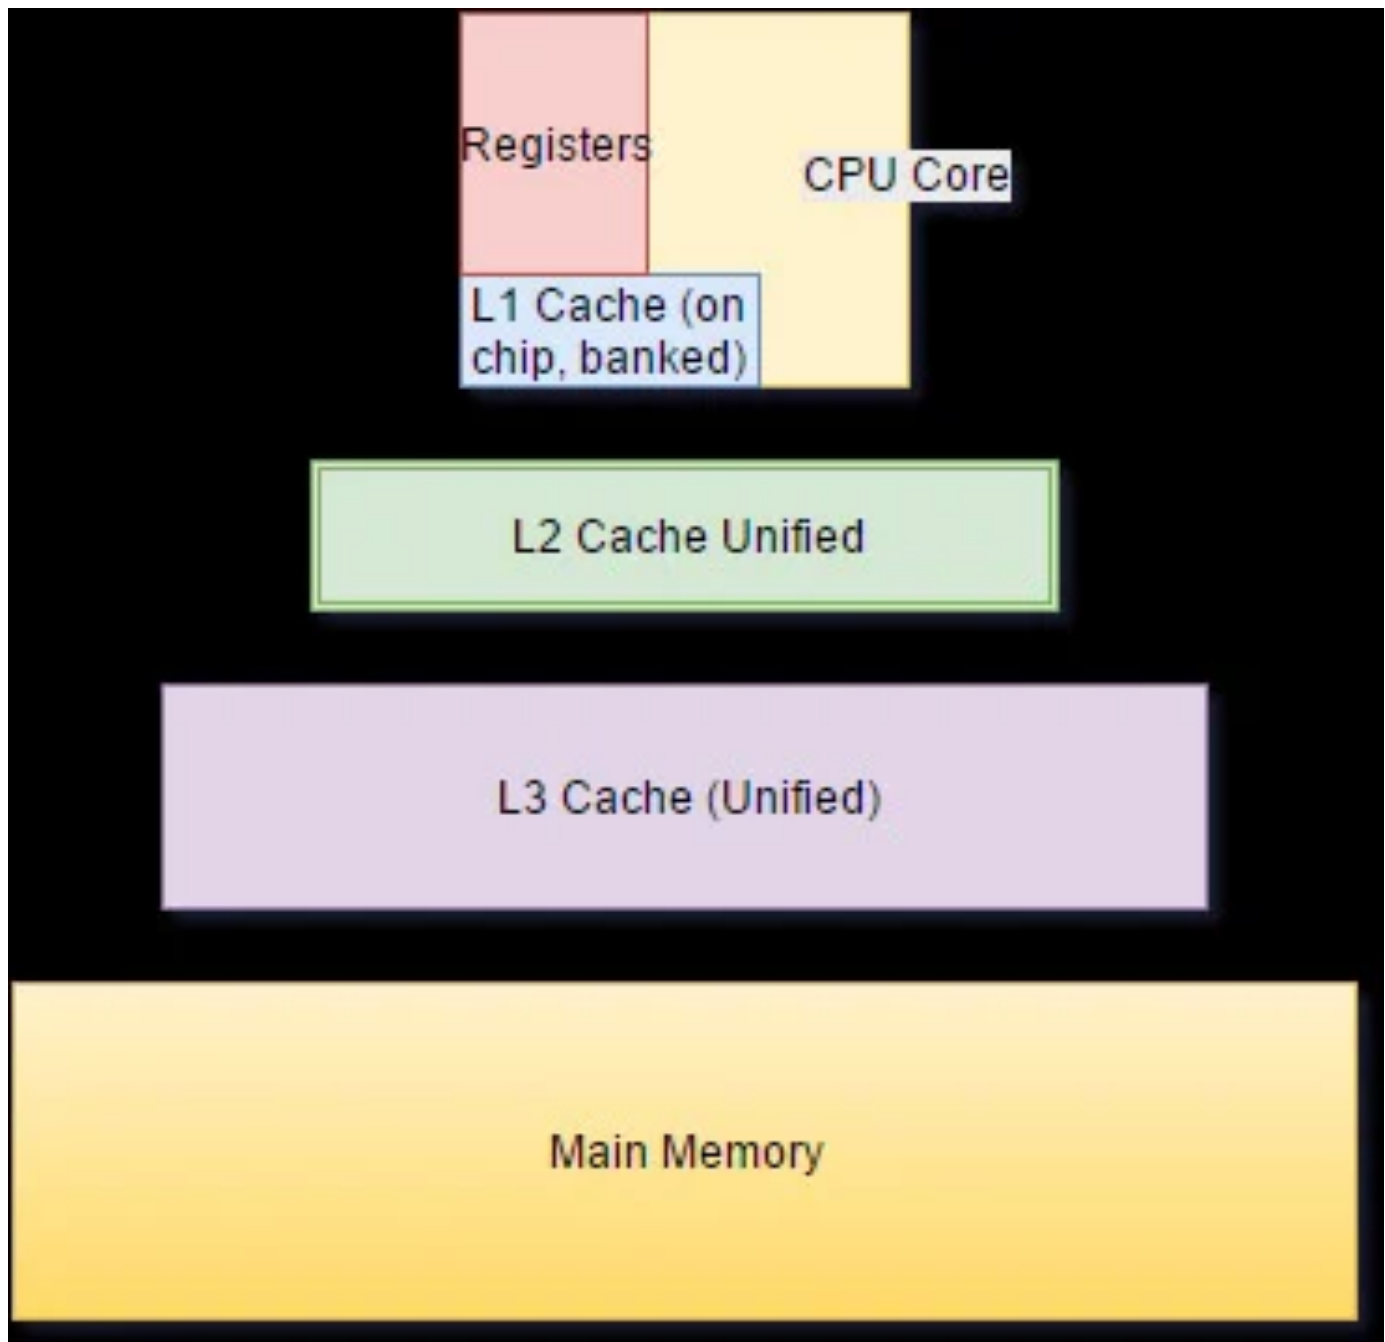 Registers
CPU Core
L1 Cache (on
chip, banked)
L2 Cache Unified
L3 Cache (Unified)
Main Memory